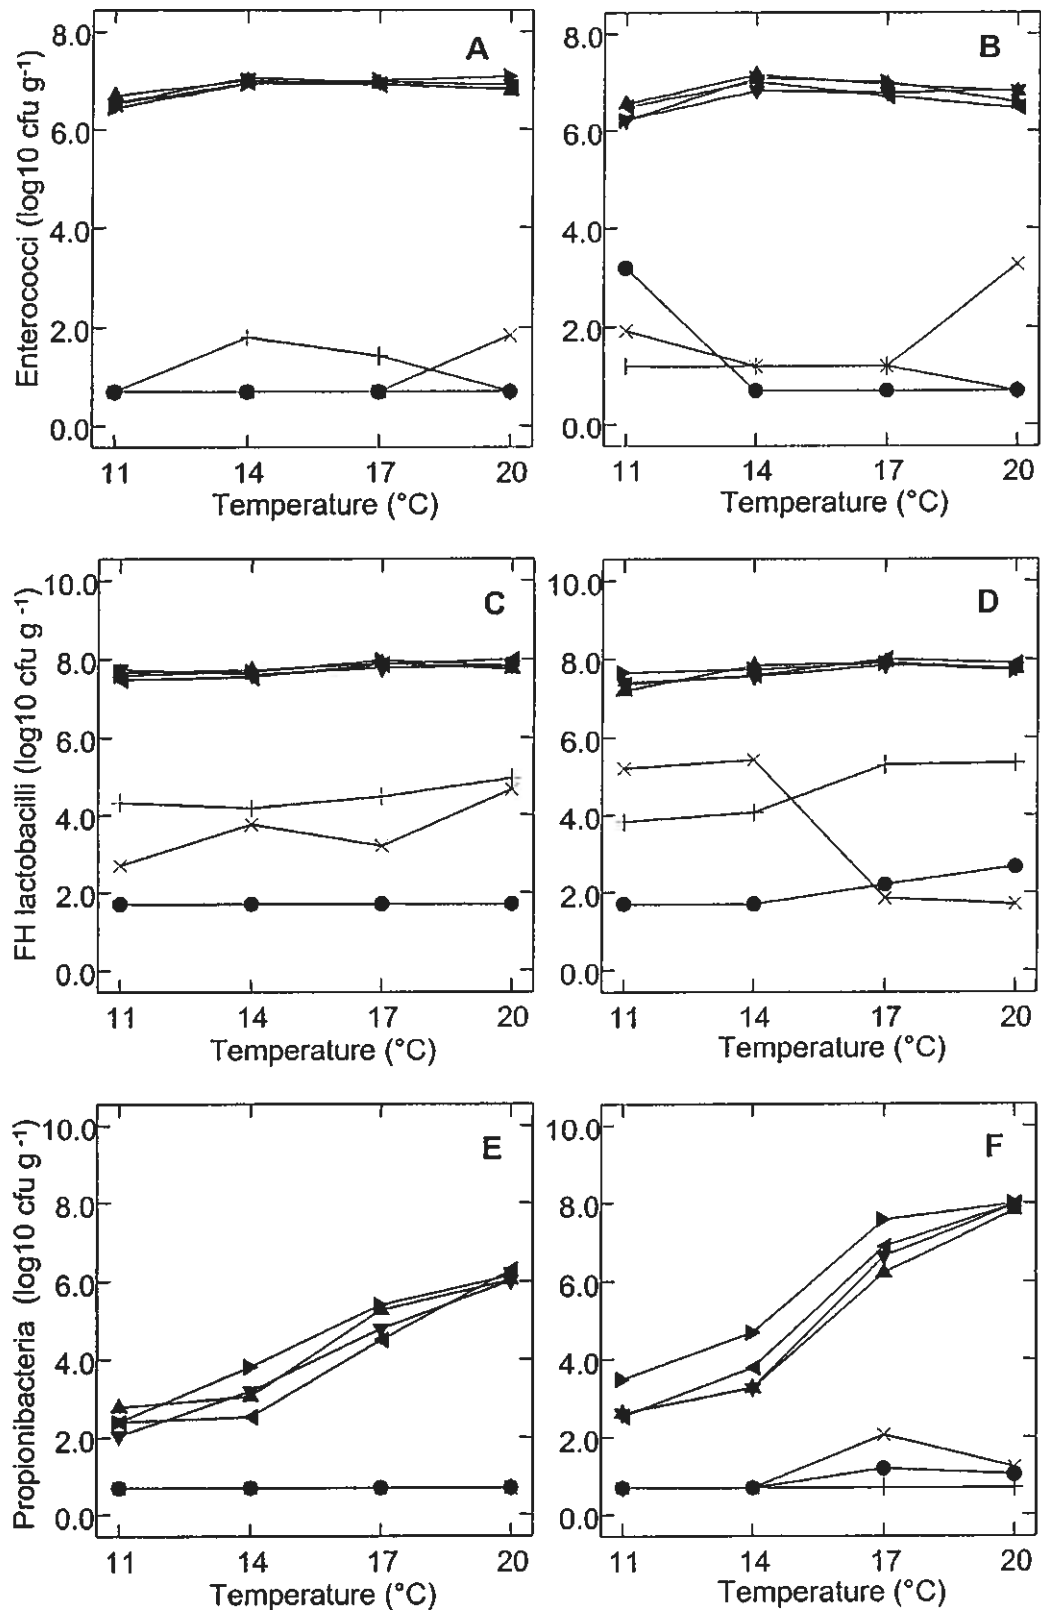 8.0
6.0
4.0
2.0
0.0
Enterococci (log10 cfu g⁻¹)
A
11 14 17 20
Temperature (°C)
8.0
6.0
4.0
2.0
0.0
B
11 14 17 20
Temperature (°C)
10.0
8.0
6.0
4.0
2.0
0.0
FH lactobacilli (log10 cfu g⁻¹)
C
11 14 17 20
Temperature (°C)
10.0
8.0
6.0
4.0
2.0
0.0
D
11 14 17 20
Temperature (°C)
10.0
8.0
6.0
4.0
2.0
0.0
Propionibacteria (log10 cfu g⁻¹)
E
11 14 17 20
Temperature (°C)
10.0
8.0
6.0
4.0
2.0
0.0
F
11 14 17 20
Temperature (°C)